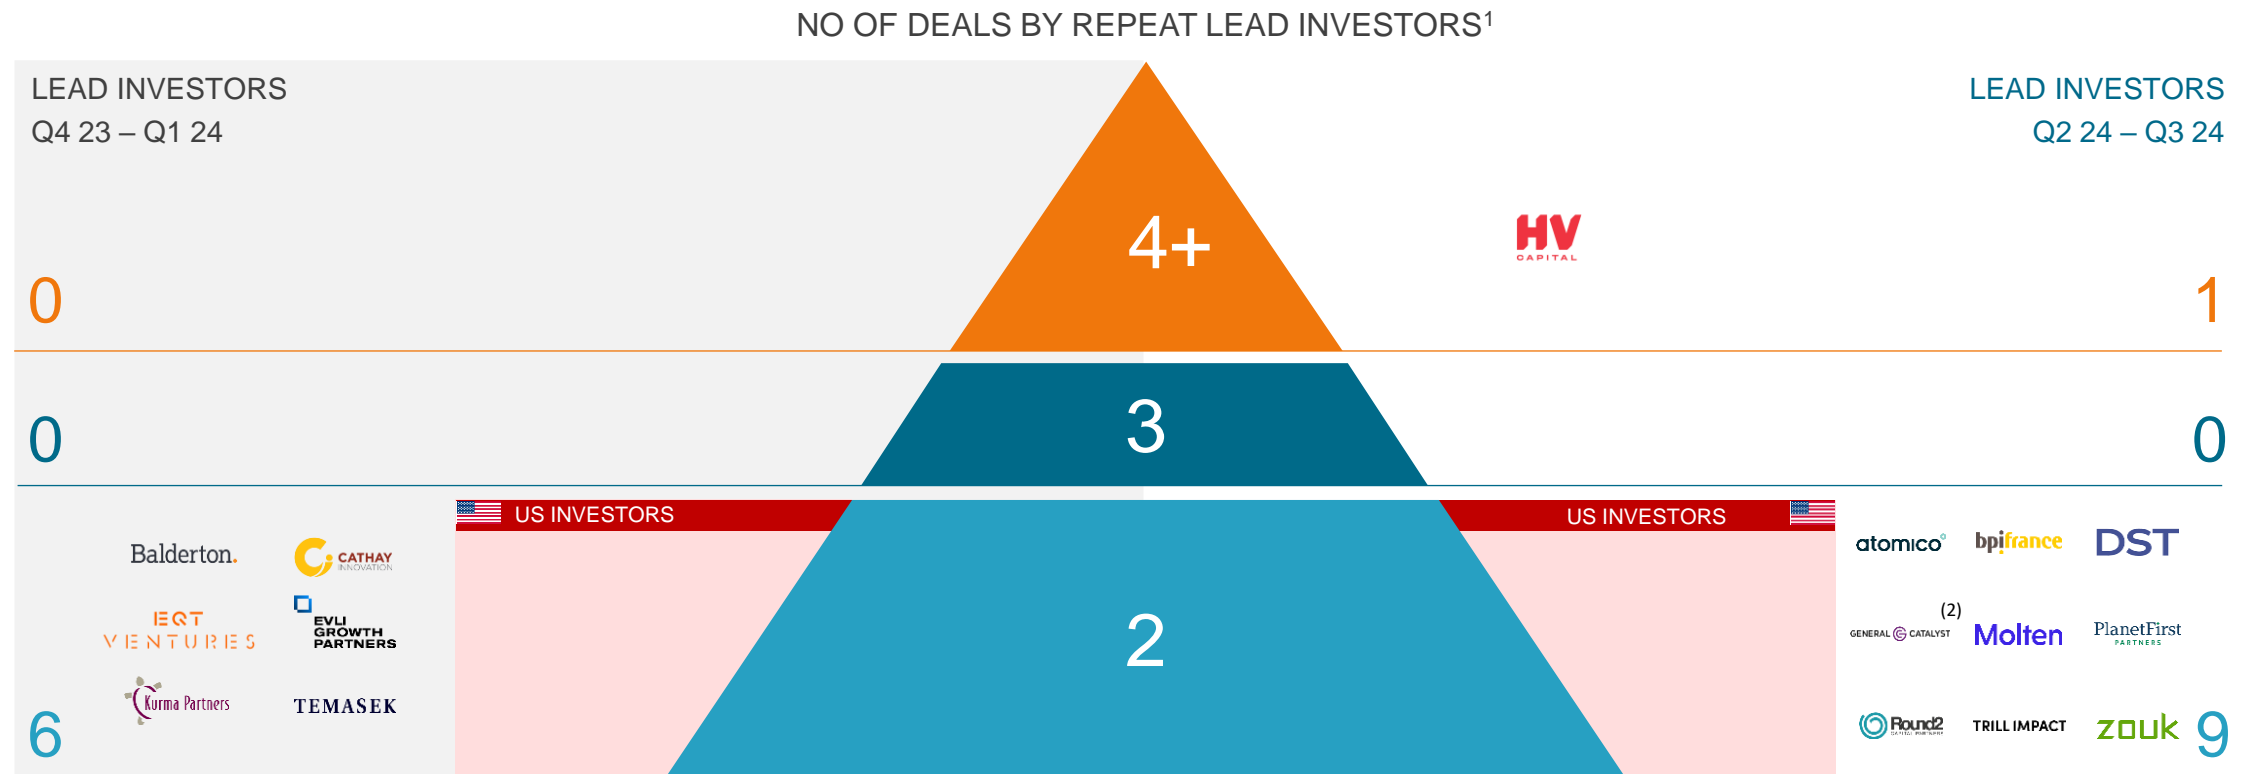 NO OF DEALS BY REPEAT LEAD INVESTORS¹
LEAD INVESTORS
Q4 23 – Q1 24
LEAD INVESTORS
Q2 24 – Q3 24
4+
HV
CAPITAL
0
1
3
0
0
US INVESTORS
US INVESTORS
2
Balderton.
CATHAY
INNOVATION
EQT
VENTURES
EVLI
GROWTH
PARTNERS
Kurma Partners
TEMASEK
6
atomico
bpifrance
DST
GENERAL CATALYST
(2)
Molten
PlanetFirst
PARTNERS
Round2
CAPITAL PARTNERS
TRILL IMPACT
zouk
9